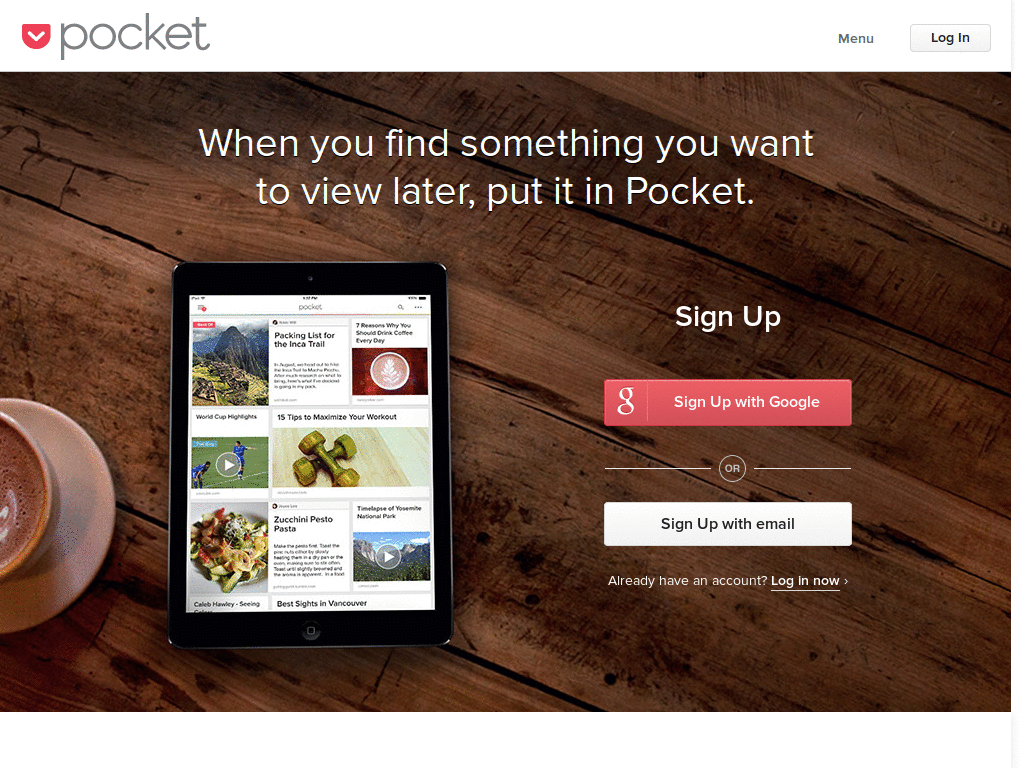 pocket
Menu
Log In
When you find something you want
to view later, put it in Pocket.
pocket
Best Of
Packing List for
the Inca Trail
In August, we head out to hike
the Inca Trail to Machu Picchu.
After much research on what to
bring, here's what I've decided
is going in my pack.
7 Reasons Why You
Should Drink Coffee
Every Day
World Cup Highlights
15 Tips to Maximize Your Workout
Zucchini Pesto
Pasta
Make the pesto first. Toast the
pine nuts either by slowly
heating them in a dry pan or the
oven, making sure to stir often.
Toast until slightly browned and
the aroma is apparent. In a food
Timelapse of Yosemite
National Park
Caleb Hawley - Seeing
Best Sights in Vancouver
Sign Up
g
Sign Up with Google
OR
Sign Up with email
Already have an account? Log in now ›